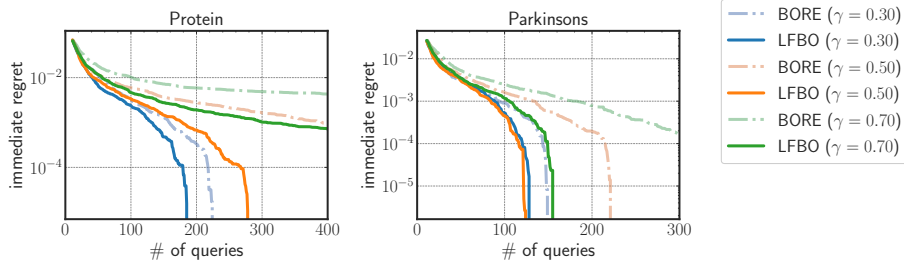 Protein
immediate regret
10⁻²
10⁻⁴
0 100 200 300 400
# of queries
Parkinsons
immediate regret
10⁻²
10⁻³
10⁻⁴
10⁻⁵
0 100 200 300
# of queries
BORE (γ = 0.30)
LFBO (γ = 0.30)
BORE (γ = 0.50)
LFBO (γ = 0.50)
BORE (γ = 0.70)
LFBO (γ = 0.70)